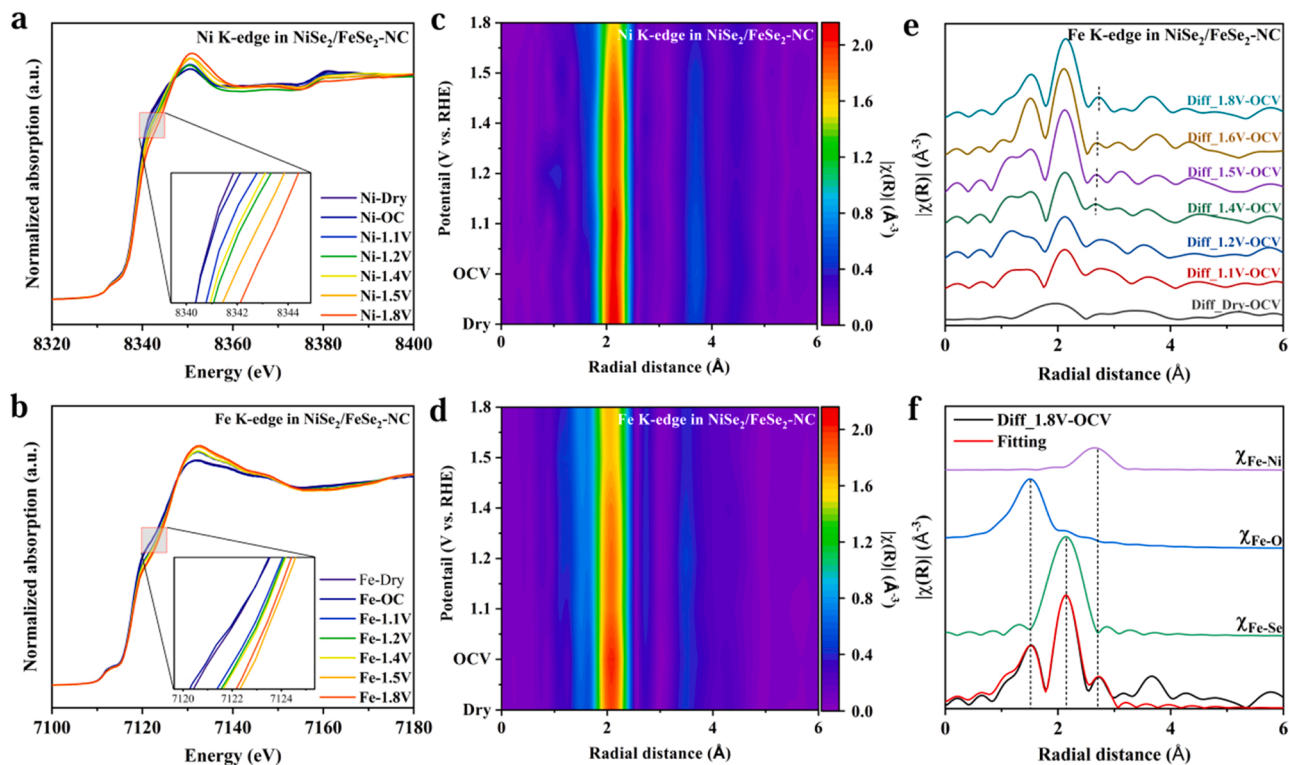 a
Ni K-edge in NiSe₂/FeSe₂-NC
Normalized absorption (a.u.)
Ni-Dry
Ni-OC
Ni-1.1V
Ni-1.2V
Ni-1.4V
Ni-1.5V
Ni-1.8V
8340 8342 8344
8320 8340 8360 8380 8400
Energy (eV)
b
Fe K-edge in NiSe₂/FeSe₂-NC
Normalized absorption (a.u.)
Fe-Dry
Fe-OC
Fe-1.1V
Fe-1.2V
Fe-1.4V
Fe-1.5V
Fe-1.8V
7120 7122 7124
7100 7120 7140 7160 7180
Energy (eV)
c
Ni K-edge in NiSe₂/FeSe₂-NC
Potentail (V vs. RHE)
1.8
1.5
1.4
1.2
1.1
OCV
Dry
0 2 4 6
Radial distance (Å)
2.0
1.6
1.2
0.8
0.4
0.0
|χ(R)| (Å⁻³)
d
Fe K-edge in NiSe₂/FeSe₂-NC
Potentail (V vs. RHE)
1.8
1.5
1.4
1.2
1.1
OCV
Dry
0 2 4 6
Radial distance (Å)
2.0
1.6
1.2
0.8
0.4
0.0
|χ(R)| (Å⁻³)
e
Fe K-edge in NiSe₂/FeSe₂-NC
|χ(R)| (Å⁻³)
Diff_1.8V-OCV
Diff_1.6V-OCV
Diff_1.5V-OCV
Diff_1.4V-OCV
Diff_1.2V-OCV
Diff_1.1V-OCV
Diff_Dry-OCV
0 2 4 6
Radial distance (Å)
f
Diff_1.8V-OCV
Fitting
|χ(R)| (Å⁻³)
χFe-Ni
χFe-O
χFe-Se
0 2 4 6
Radial distance (Å)